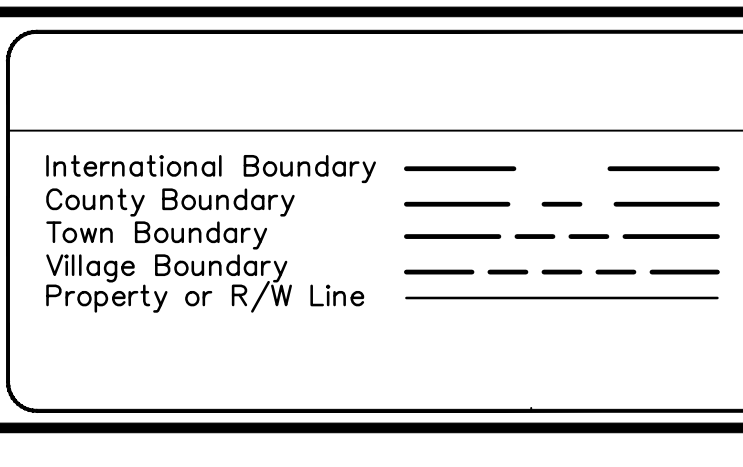 International Boundary
County Boundary
Town Boundary
Village Boundary
Property or R/W Line